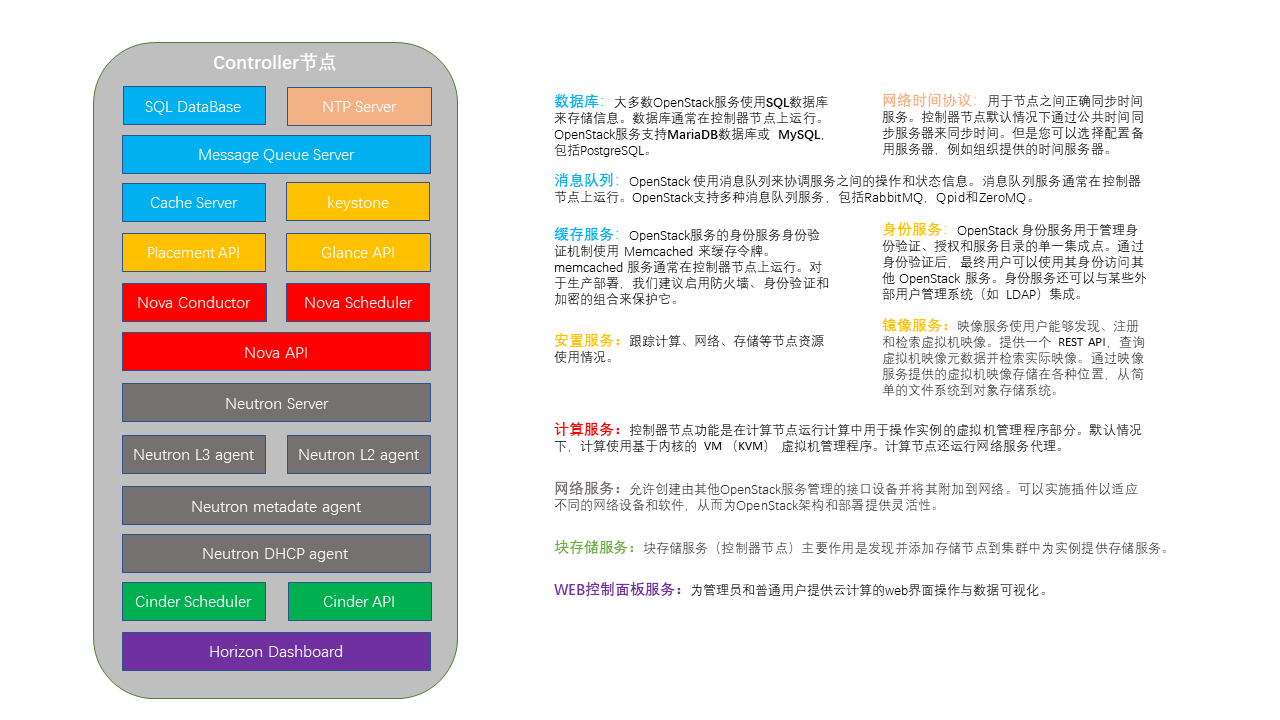 Controller节点
SQL DataBase
NTP Server
Message Queue Server
Cache Server
keystone
Placement API
Glance API
Nova Conductor
Nova Scheduler
Nova API
Neutron Server
Neutron L3 agent
Neutron L2 agent
Neutron metadate agent
Neutron DHCP agent
Cinder Scheduler
Cinder API
Horizon Dashboard
数据库：大多数OpenStack服务使用SQL数据库
来存储信息。数据库通常在控制器节点上运行。
OpenStack服务支持MariaDB数据库或 MySQL，
包括PostgreSQL。
网络时间协议：用于节点之间正确同步时间
服务。控制器节点默认情况下通过公共时间同
步服务器来同步时间。但是您可以选择配置备
用服务器，例如组织提供的时间服务器。
消息队列：OpenStack 使用消息队列来协调服务之间的操作和状态信息。消息队列服务通常在控制器
节点上运行。OpenStack支持多种消息队列服务，包括RabbitMQ，Qpid和ZeroMQ。
缓存服务：OpenStack服务的身份服务身份验
证机制使用 Memcached 来缓存令牌。
memcached 服务通常在控制器节点上运行。对
于生产部署，我们建议启用防火墙、身份验证和
加密的组合来保护它。
身份服务：OpenStack 身份服务用于管理身
份验证、授权和服务目录的单一集成点。通过
身份验证后，最终用户可以使用其身份访问其
他 OpenStack 服务。身份服务还可以与某些外
部用户管理系统（如 LDAP）集成。
安置服务：跟踪计算、网络、存储等节点资源
使用情况。
镜像服务：映像服务使用户能够发现、注册
和检索虚拟机映像。提供一个 REST API，查询
虚拟机映像元数据并检索实际映像。通过映像
服务提供的虚拟机映像存储在各种位置，从简
单的文件系统到对象存储系统。
计算服务：控制器节点功能是在计算节点运行计算中用于操作实例的虚拟机管理程序部分。默认情况
下，计算使用基于内核的 VM （KVM） 虚拟机管理程序。计算节点还运行网络服务代理。
网络服务：允许创建由其他OpenStack服务管理的接口设备并将其附加到网络。可以实施插件以适应
不同的网络设备和软件，从而为OpenStack架构和部署提供灵活性。
块存储服务：块存储服务（控制器节点）主要作用是发现并添加存储节点到集群中为实例提供存储服务。
WEB控制面板服务：为管理员和普通用户提供云计算的web界面操作与数据可视化。